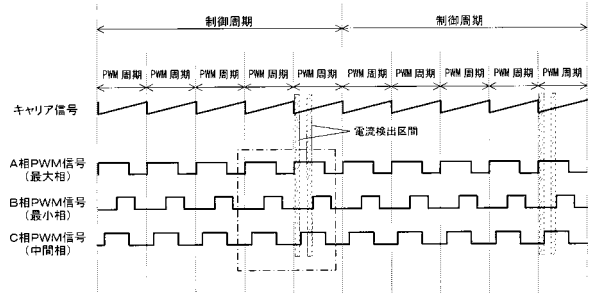 制御周期 制御周期
PWM 周期 PWM 周期 PWM 周期 PWM 周期 PWM 周期 PWM 周期 PWM 周期 PWM 周期 PWM 周期 PWM 周期
キャリア信号
電流検出区間
A相PWM信号
(最大相)
B相PWM信号
(最小相)
C相PWM信号
(中間相)